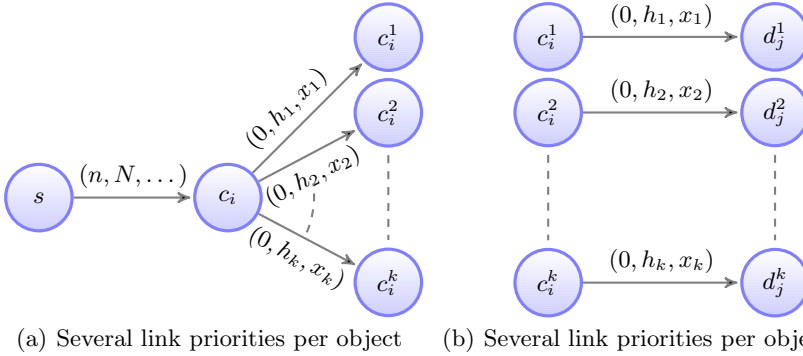 c_i^1
(0, h_1, x_1)
c_i^2
(n, N, . . . )
(0, h_2, x_2)
s
c_i
(0, h_k, x_k)
c_i^k
(a) Several link priorities per object
c_i^1
(0, h_1, x_1)
d_j^1
c_i^2
(0, h_2, x_2)
d_j^2
c_i^k
(0, h_k, x_k)
d_j^k
(b) Several link priorities per obje